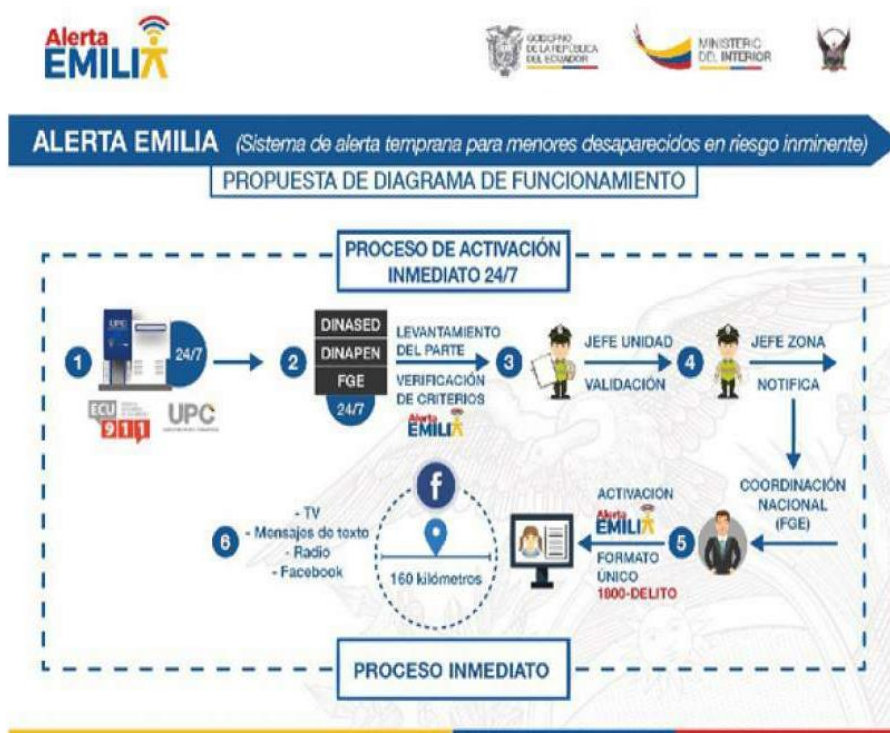 Alerta
EMILIA
GOBIERNO
DE LA REPÚBLICA
DEL ECUADOR
MINISTERIO
DEL INTERIOR
ALERTA EMILIA (Sistema de alerta temprana para menores desaparecidos en riesgo inminente)
PROPUESTA DE DIAGRAMA DE FUNCIONAMIENTO
PROCESO DE ACTIVACIÓN
INMEDIATO 24/7
1
UPC
24/7
ECU
911
UPC
2
DINASED
DINAPEN
FGE
24/7
LEVANTAMIENTO
DEL PARTE
VERIFICACIÓN
DE CRITERIOS
Alerta
EMILIA
3
JEFE UNIDAD
VALIDACIÓN
4
JEFE ZONA
NOTIFICA
COORDINACIÓN
NACIONAL
(FGE)
5
ACTIVACIÓN
Alerta
EMILIA
FORMATO
ÚNICO
1800-DELITO
f
160 kilómetros
6
- TV
- Mensajes de texto
- Radio
- Facebook
PROCESO INMEDIATO